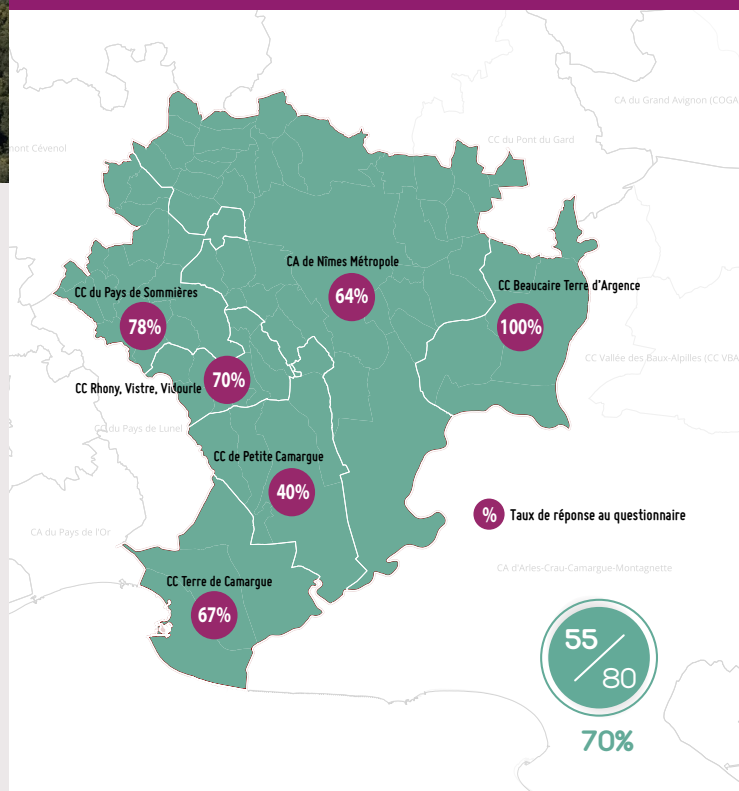 CA du Grand Avignon (COGA
CC du Pont du Gard
ont Cévenol
CA de Nîmes Métropole
64%
CC Beaucaire Terre d'Argence
100%
CC du Pays de Sommières
78%
CC Vallée des Baux-Alpilles (CC VBA
CC Rhony, Vistre, Vidourle
70%
CC du Pays de Lunel
CC de Petite Camargue
40%
% Taux de réponse au questionnaire
CA du Pays de l'Or
CA d'Arles-Crau-Camargue-Montagnette
CC Terre de Camargue
67%
55
80
70%